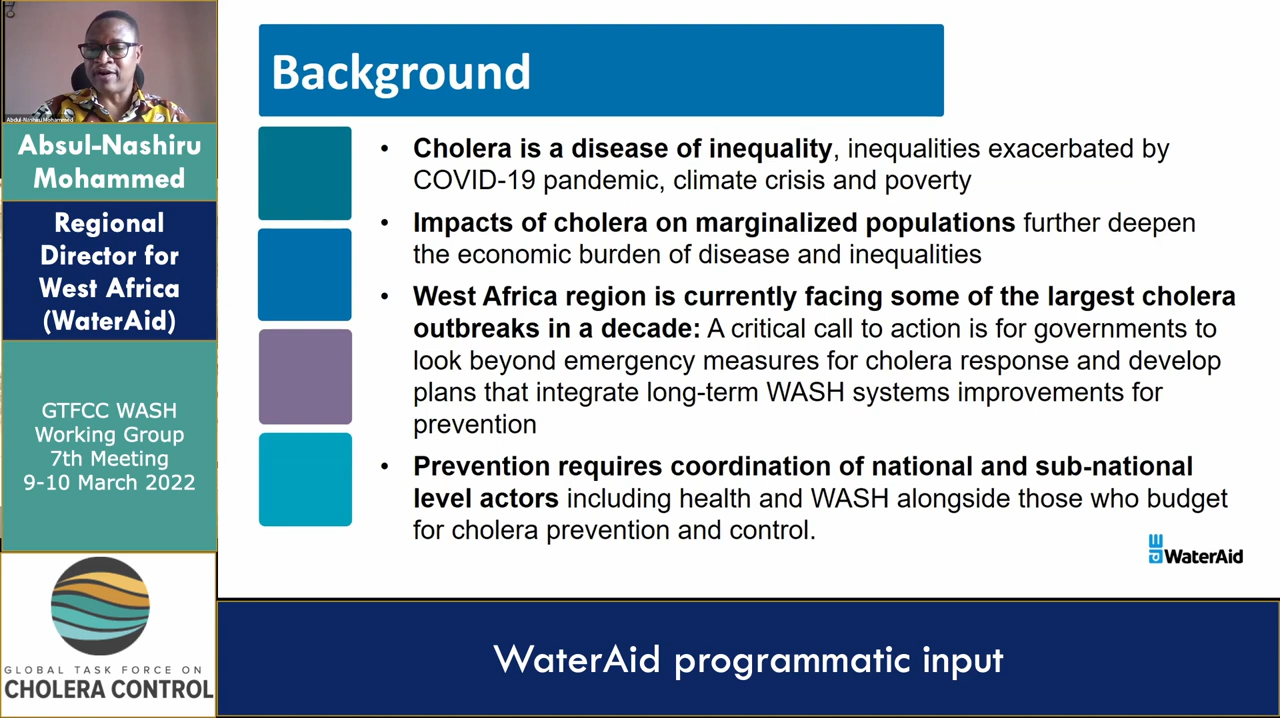 Abdul-Nashiru Mohammed
Absul-Nashiru
Mohammed
Regional
Director for
West Africa
(WaterAid)
GTFCC WASH
Working Group
7th Meeting
9-10 March 2022
GLOBAL TASK FORCE ON
CHOLERA CONTROL
Background
• Cholera is a disease of inequality, inequalities exacerbated by
COVID-19 pandemic, climate crisis and poverty
• Impacts of cholera on marginalized populations further deepen
the economic burden of disease and inequalities
• West Africa region is currently facing some of the largest cholera
outbreaks in a decade: A critical call to action is for governments to
look beyond emergency measures for cholera response and develop
plans that integrate long-term WASH systems improvements for
prevention
• Prevention requires coordination of national and sub-national
level actors including health and WASH alongside those who budget
for cholera prevention and control.
WaterAid
WaterAid programmatic input